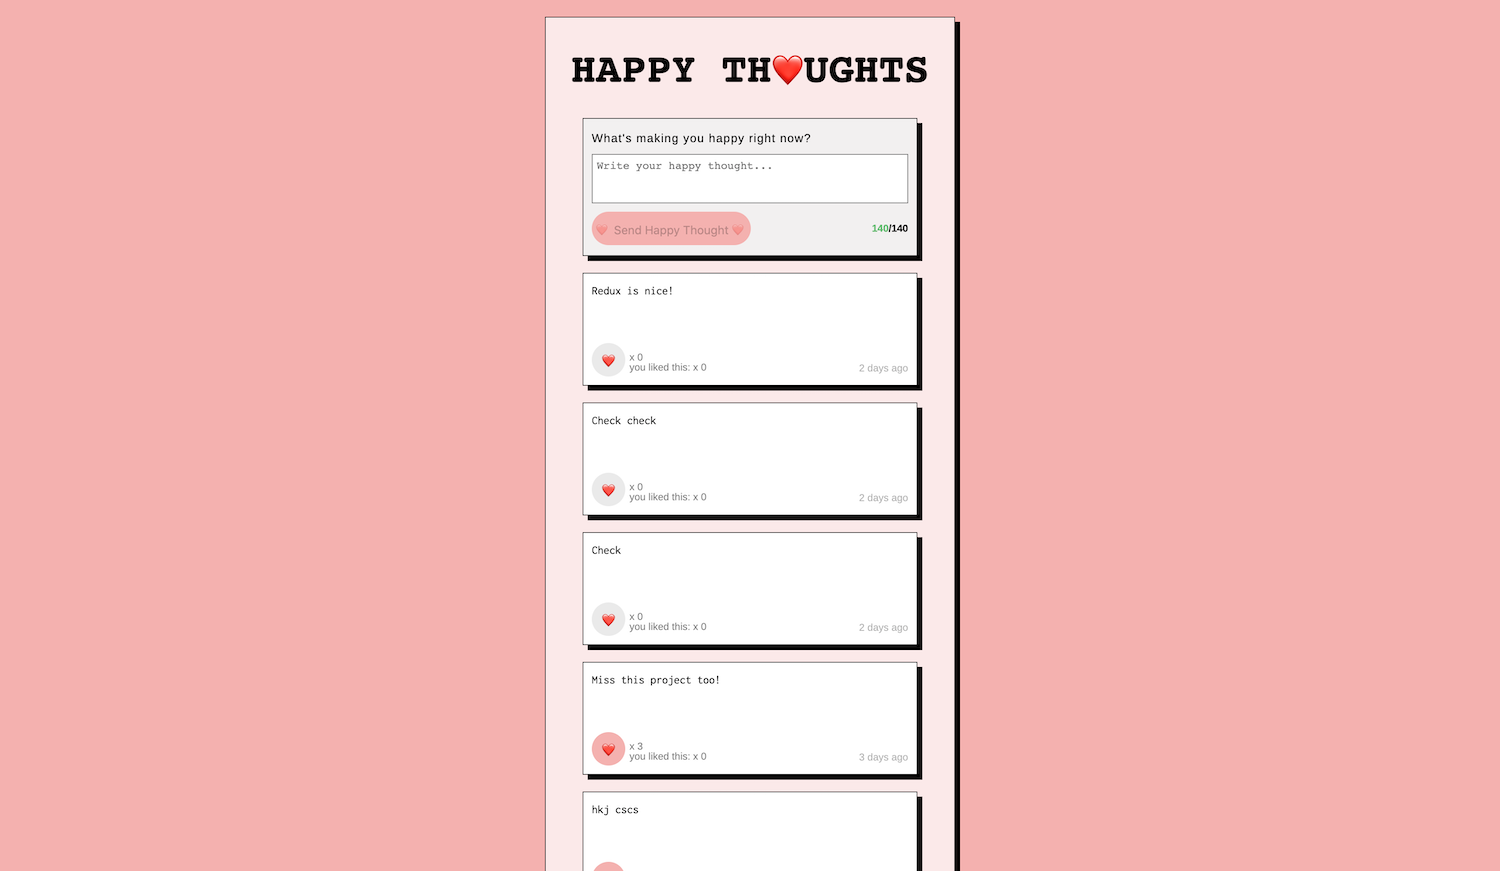 HAPPY TH❤️UGHTS
What's making you happy right now?
Write your happy thought...
❤️ Send Happy Thought ❤️
140/140
Redux is nice!
x 0
you liked this: x 0
2 days ago
Check check
x 0
you liked this: x 0
2 days ago
Check
x 0
you liked this: x 0
2 days ago
Miss this project too!
x 3
you liked this: x 0
3 days ago
hkj cscs